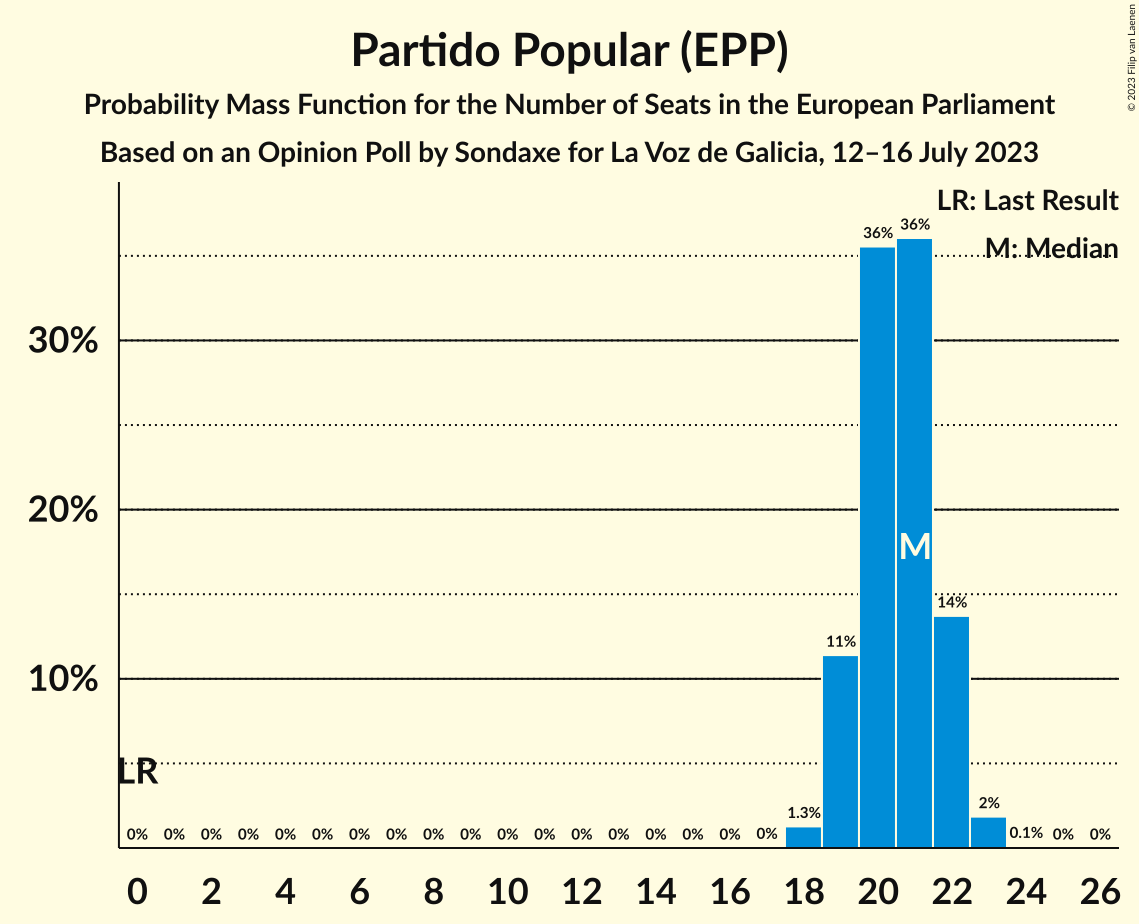 © 2023 Filip van Laenen
Partido Popular (EPP)
Probability Mass Function for the Number of Seats in the European Parliament
Based on an Opinion Poll by Sondaxe for La Voz de Galicia, 12–16 July 2023
LR: Last Result
M: Median
36% 36%
30%
20%
M
14%
11%
10%
LR
0% 0% 0% 0% 0% 0% 0% 0% 0% 0% 0% 0% 0% 0% 0% 0% 0% 0% 1.3% 2% 0.1% 0% 0%
0 2 4 6 8 10 12 14 16 18 20 22 24 26